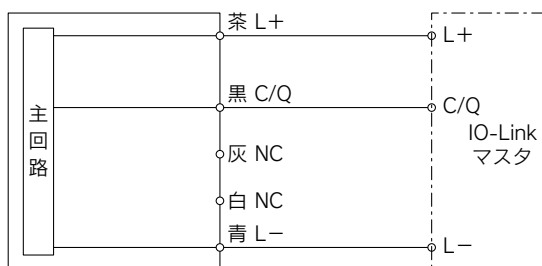 茶 L+
L+
黒 C/Q
C/Q
主回路
IO-Link
マスタ
灰 NC
白 NC
青 L−
L−